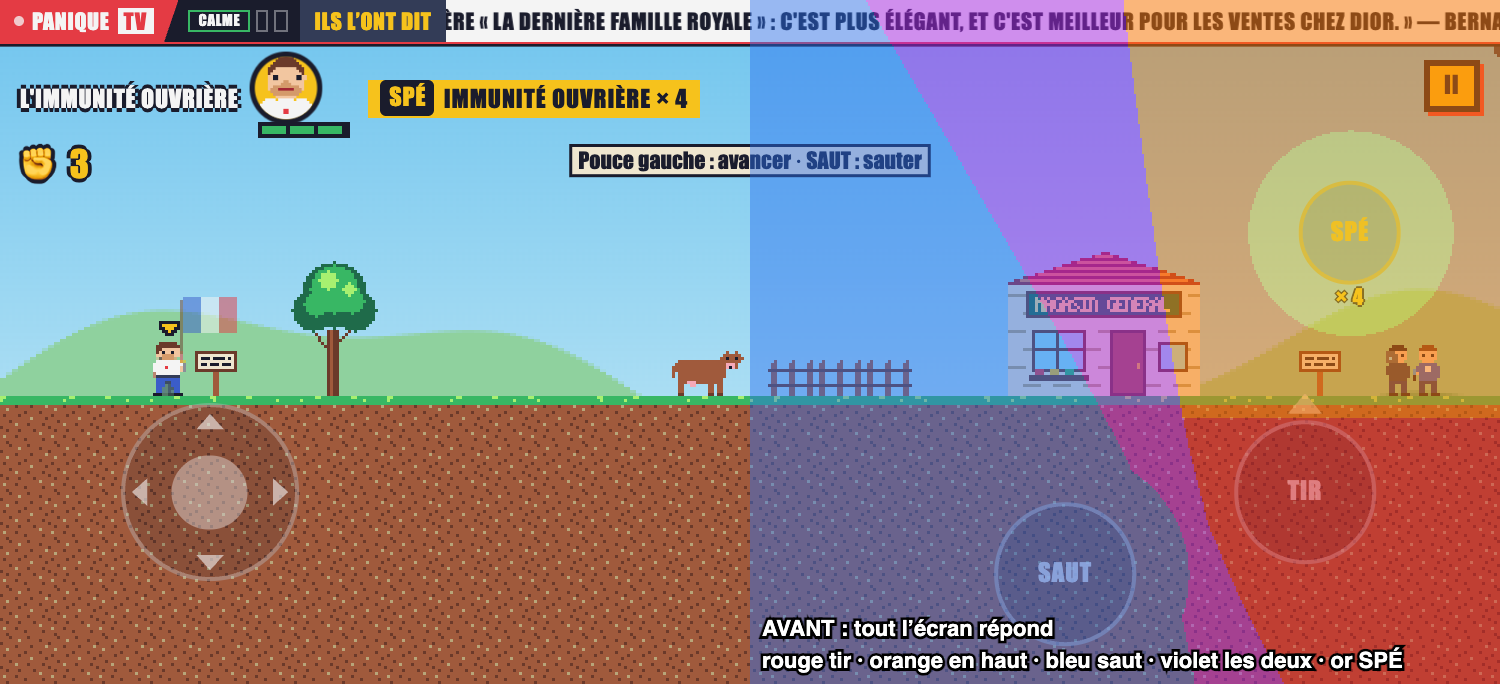 PANIQUE TV CALME ILS L'ONT DIT ÈRE « LA DERNIÈRE FAMILLE ROYALE » : C'EST PLUS ÉLÉGANT, ET C'EST MEILLEUR POUR LES VENTES CHEZ DIOR. » — BERNA
L'IMMUNITÉ OUVRIÈRE
SPÉ IMMUNITÉ OUVRIÈRE × 4
3
Pouce gauche : avancer · SAUT : sauter
SPÉ
× 4
MAGASIN GENERAL
TIR
SAUT
AVANT : tout l'écran répond
rouge tir · orange en haut · bleu saut · violet les deux · or SPÉ